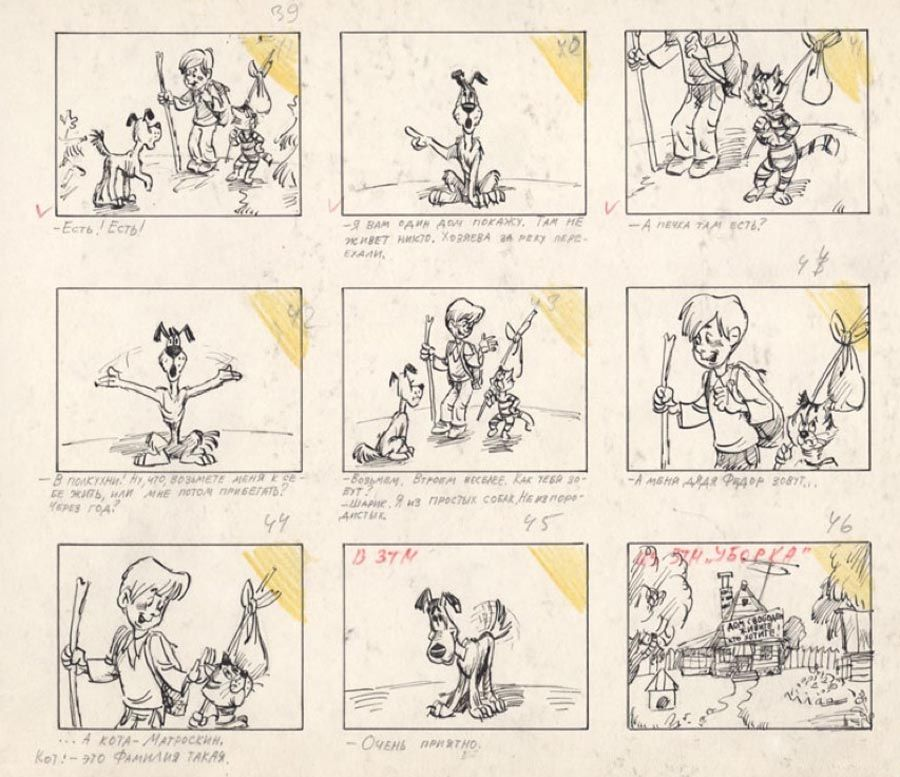 39
40
41
-Есть! Есть!
-Я вам один дом покажу. Там не
живет никто. Хозяева за реку пере-
ехали.
-А печка там есть?
42
43
- В полкухни! Ну, что, возьмете меня к се-
бе жить, или мне потом прибегать?
Через год?
-Возьмем. Втроем веселее. Как тебя зо-
вут?
-Шарик. Я из простых собак. Не из поро-
дистых.
-А меня дядя Федор зовут...
44
45
46
В 37М
37М „УБОРКА"
ДОМ СВОБОДЕН
ЖИВИТЕ
КТО ХОТИТЕ
... А кота- Матроскин.
Кот! - это фамилия такая.
- Очень приятно.